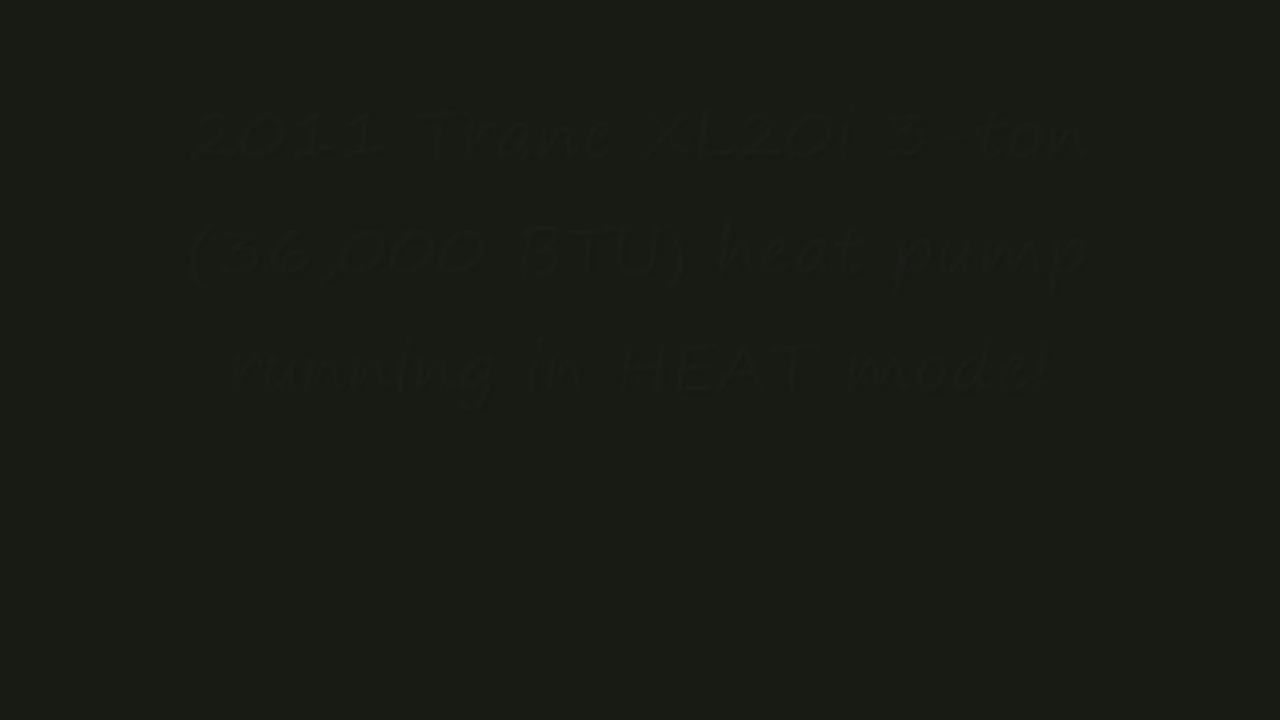 2011 Trane XL20i 3-ton
(36,000 BTU) heat pump
running in HEAT mode!